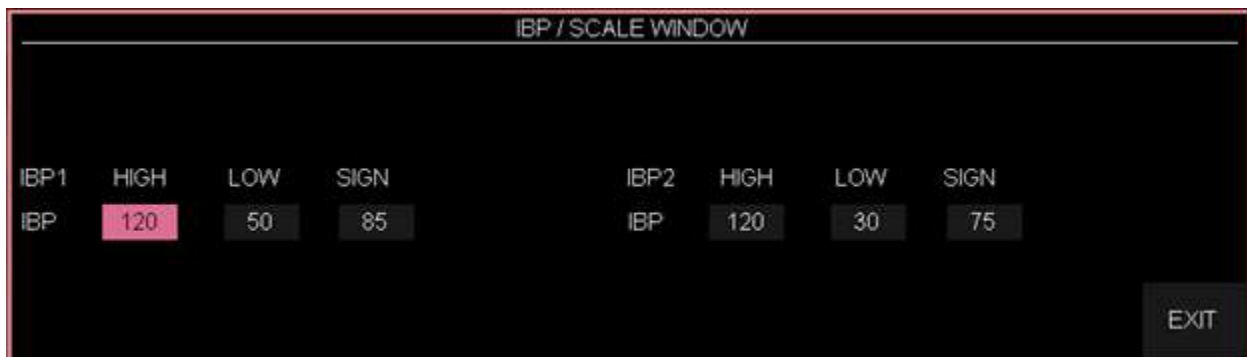 IBP / SCALE WINDOW
IBP1 HIGH LOW SIGN IBP2 HIGH LOW SIGN
IBP 120 50 85 IBP 120 30 75
EXIT